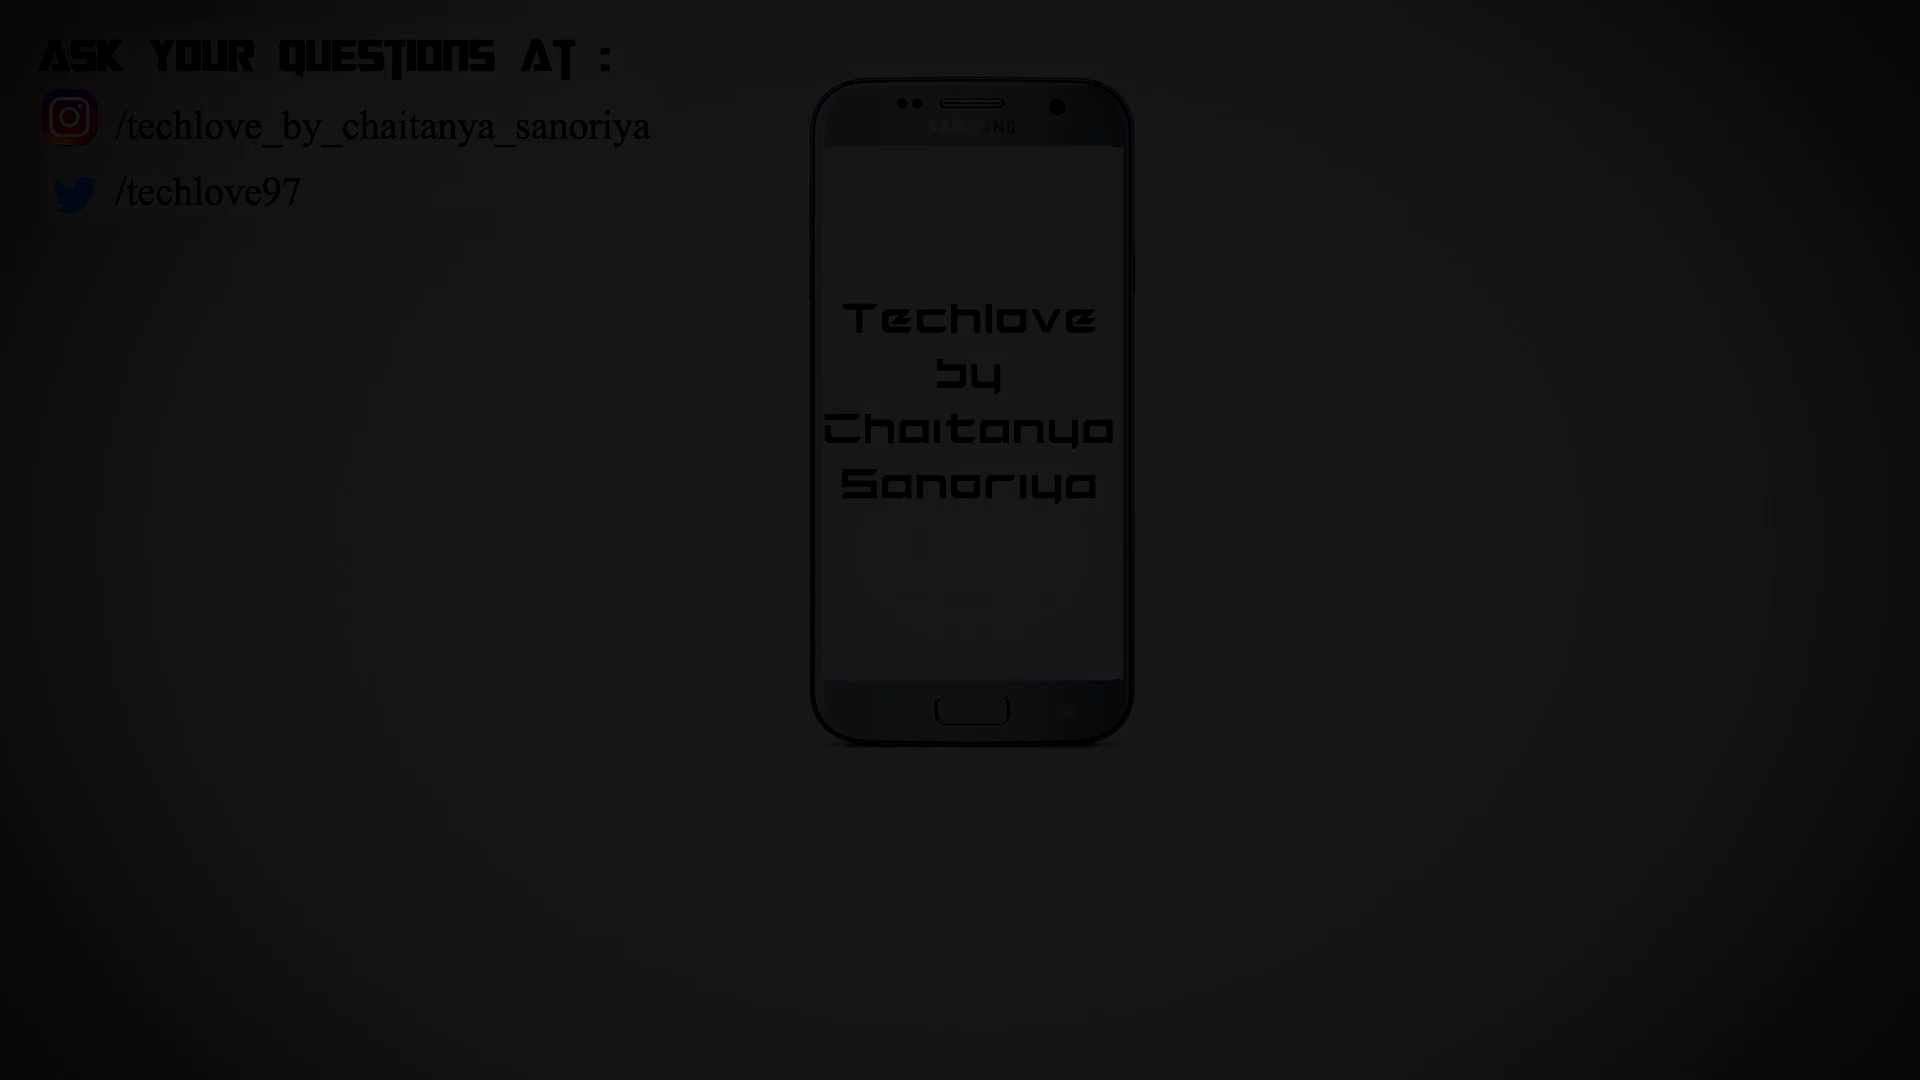 ASK YOUR QUESTIONS AT :
/techlove_by_chaitanya_sanoriya
/techlove97
SAMSUNG
Techlove
by
Chaitanya
Sanoriya